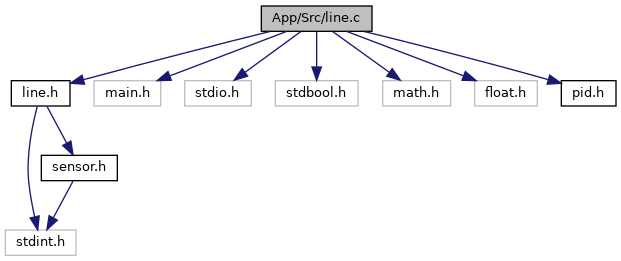 App/Src/line.c
line.h
main.h
stdio.h
stdbool.h
math.h
float.h
pid.h
sensor.h
stdint.h